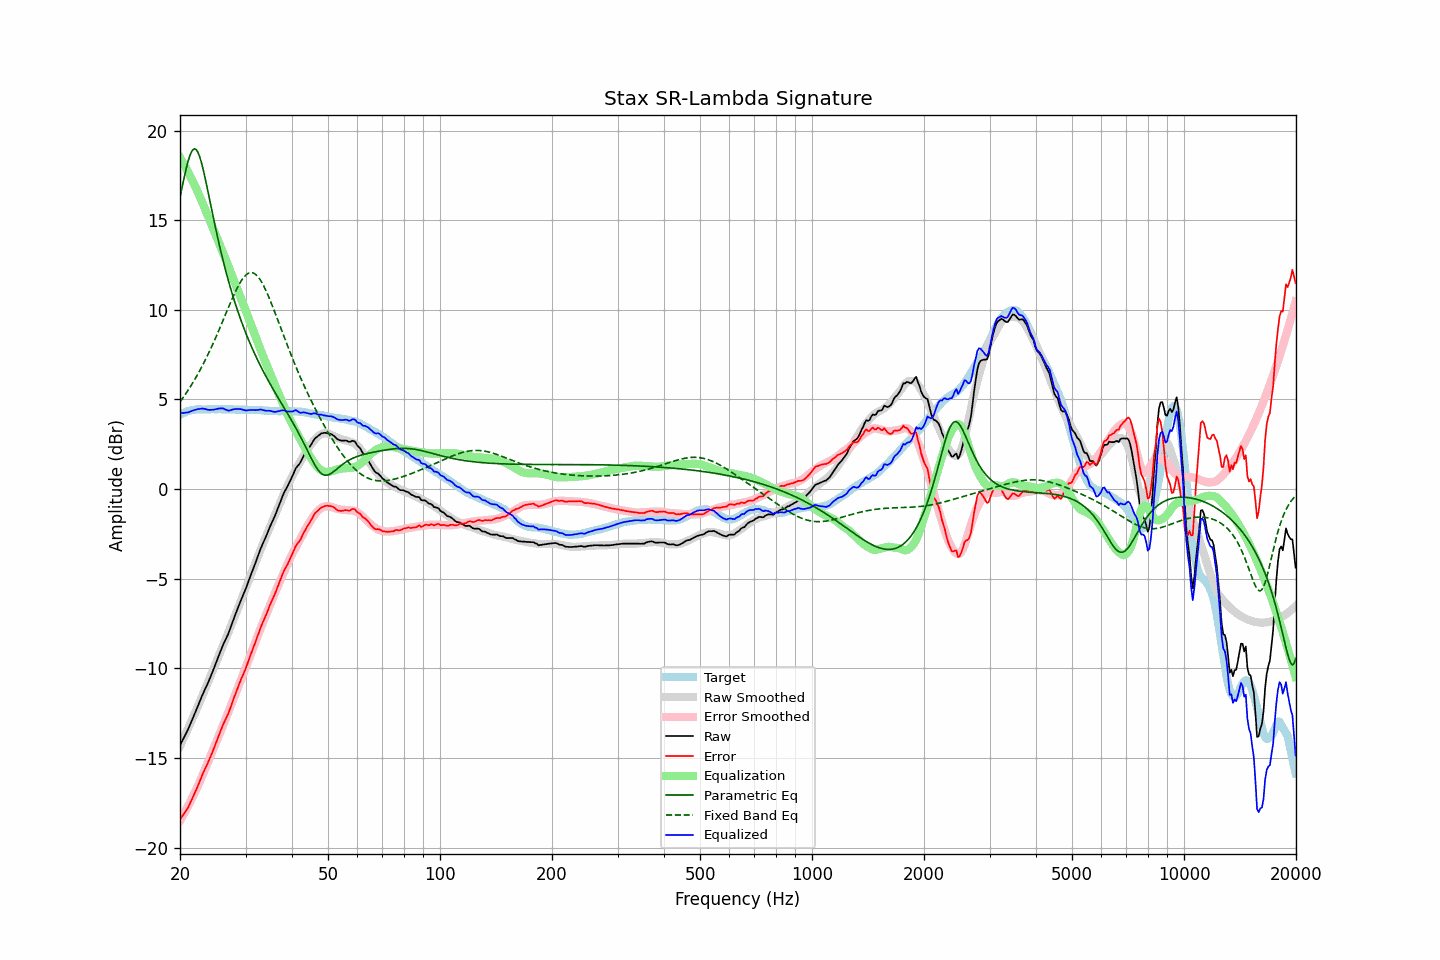 Stax SR-Lambda Signature
Amplitude (dBr)
20
15
10
5
0
−5
−10
−15
−20
Target
Raw Smoothed
Error Smoothed
Raw
Error
Equalization
Parametric Eq
Fixed Band Eq
Equalized
20 50 100 200 500 1000 2000 5000 10000 20000
Frequency (Hz)